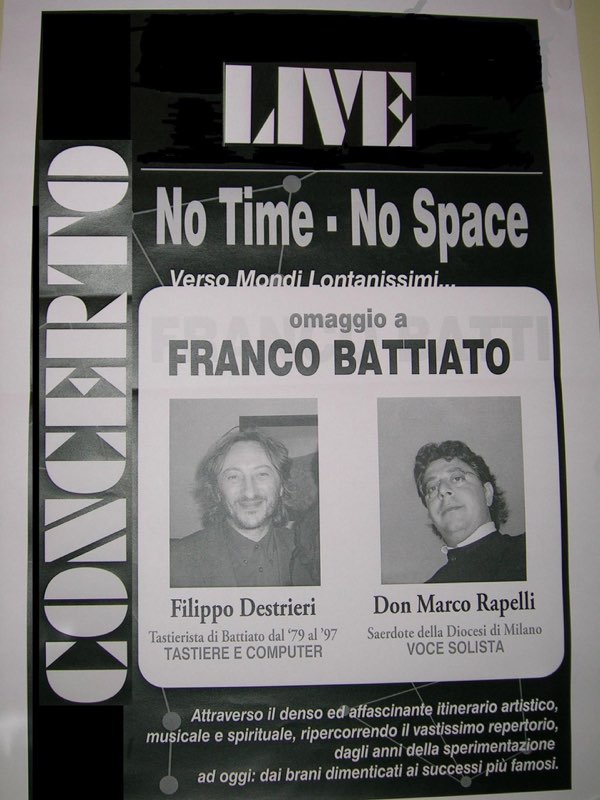 LIVE
CONCERTO
No Time - No Space
Verso Mondi Lontanissimi...
omaggio a
FRANCO BATTIATO
Filippo Destrieri
Tastierista di Battiato dal '79 al '97
TASTIERE E COMPUTER
Don Marco Rapelli
Saerdote della Diocesi di Milano
VOCE SOLISTA
Attraverso il denso ed affascinante itinerario artistico,
musicale e spirituale, ripercorrendo il vastissimo repertorio,
dagli anni della sperimentazione
ad oggi: dai brani dimenticati ai successi più famosi.